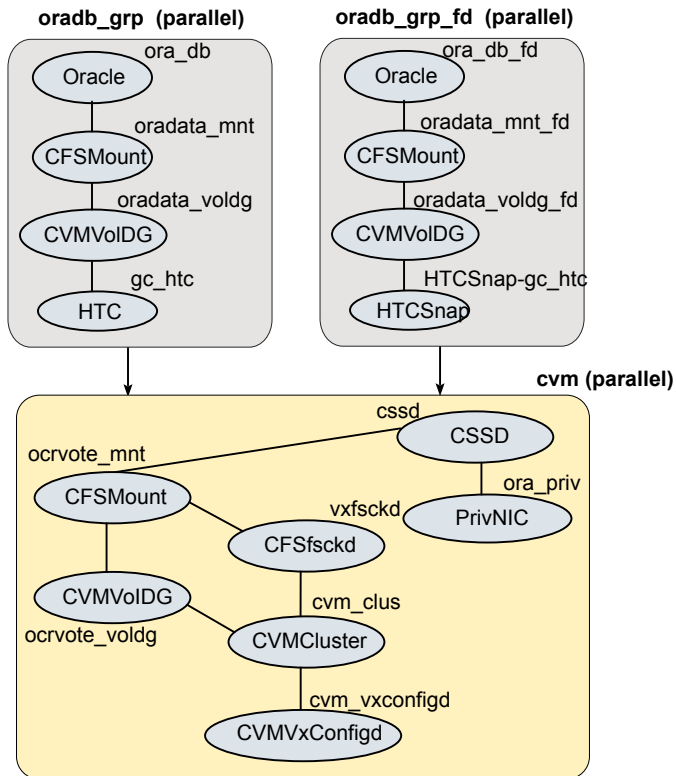 oradb_grp (parallel)
ora_db
Oracle
oradata_mnt
CFSMount
oradata_voldg
CVMVolDG
gc_htc
HTC
oradb_grp_fd (parallel)
ora_db_fd
Oracle
oradata_mnt_fd
CFSMount
oradata_voldg_fd
CVMVolDG
HTCSnap-gc_htc
HTCSnap
cvm (parallel)
cssd
CSSD
ocrvote_mnt
CFSMount
ora_priv
vxfsckd
PrivNIC
CFSfsckd
CVMVolDG
cvm_clus
ocrvote_voldg
CVMCluster
cvm_vxconfigd
CVMVxConfigd